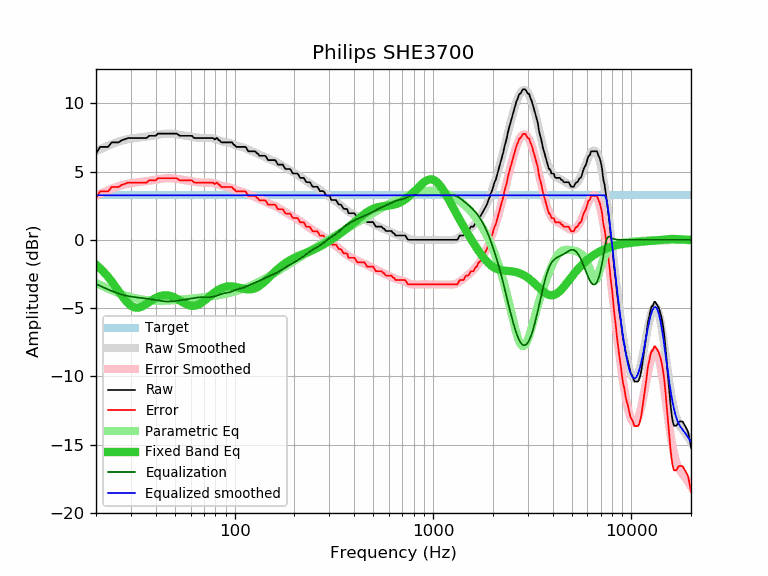 Philips SHE3700
Amplitude (dBr)
10
5
0
−5
−10
−15
−20
Target
Raw Smoothed
Error Smoothed
Raw
Error
Parametric Eq
Fixed Band Eq
Equalization
Equalized smoothed
100
1000
10000
Frequency (Hz)